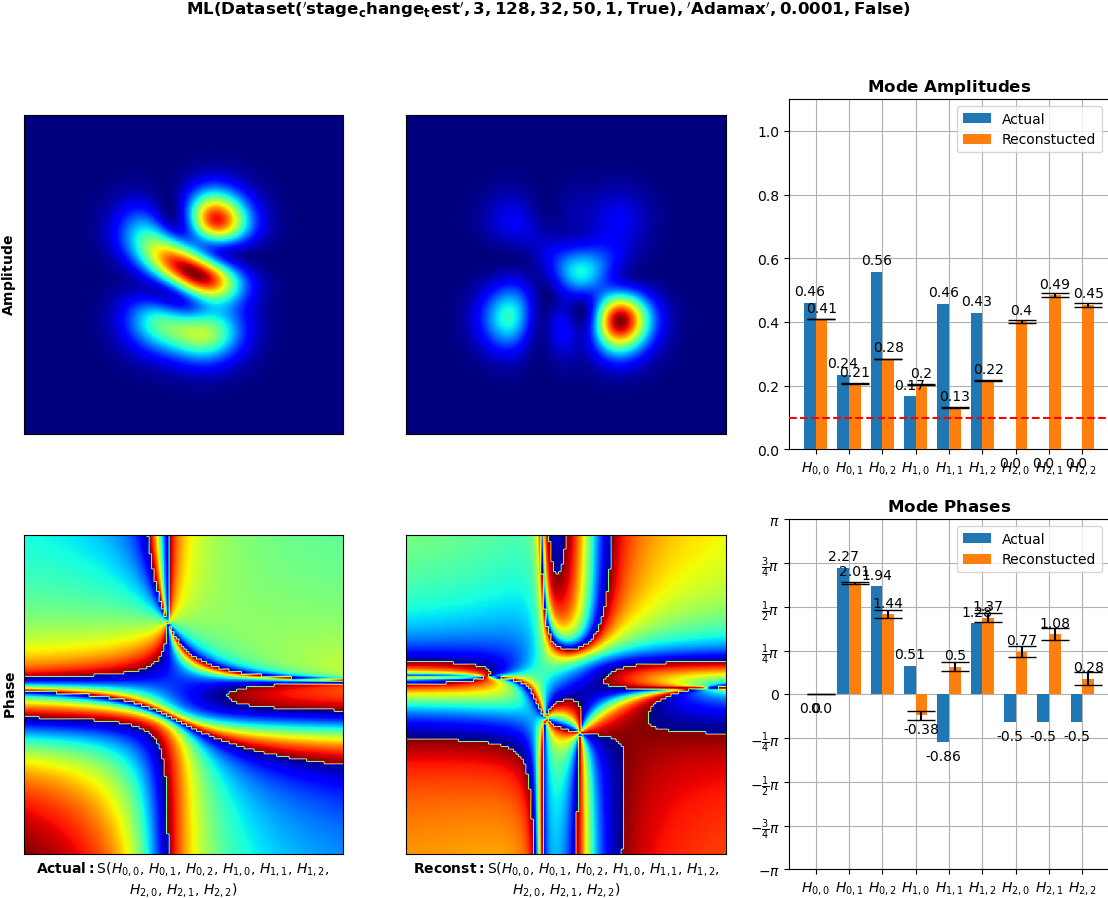 ML(Dataset('stage_change_test', 3, 128, 32, 50, 1, True), 'Adamax', 0.0001, False)
Amplitude
Mode Amplitudes
Actual
Reconstucted
1.0
0.8
0.6
0.4
0.2
0.0
0.46
0.41
0.24
0.21
0.56
0.28
0.17
0.2
0.46
0.13
0.43
0.22
0.0
0.4
0.0
0.49
0.0
0.45
H0,0 H0,1 H0,2 H1,0 H1,1 H1,2 H2,0 H2,1 H2,2
Phase
Actual: S(H0,0, H0,1, H0,2, H1,0, H1,1, H1,2,
H2,0, H2,1, H2,2)
Reconst: S(H0,0, H0,1, H0,2, H1,0, H1,1, H1,2,
H2,0, H2,1, H2,2)
Mode Phases
Actual
Reconstucted
π
3/4π
1/2π
1/4π
0
−1/4π
−1/2π
−3/4π
−π
0.0
0.0
2.27
2.01
1.94
1.44
0.51
-0.38
-0.86
0.5
1.28
1.37
-0.5
0.77
-0.5
1.08
-0.5
0.28
H0,0 H0,1 H0,2 H1,0 H1,1 H1,2 H2,0 H2,1 H2,2